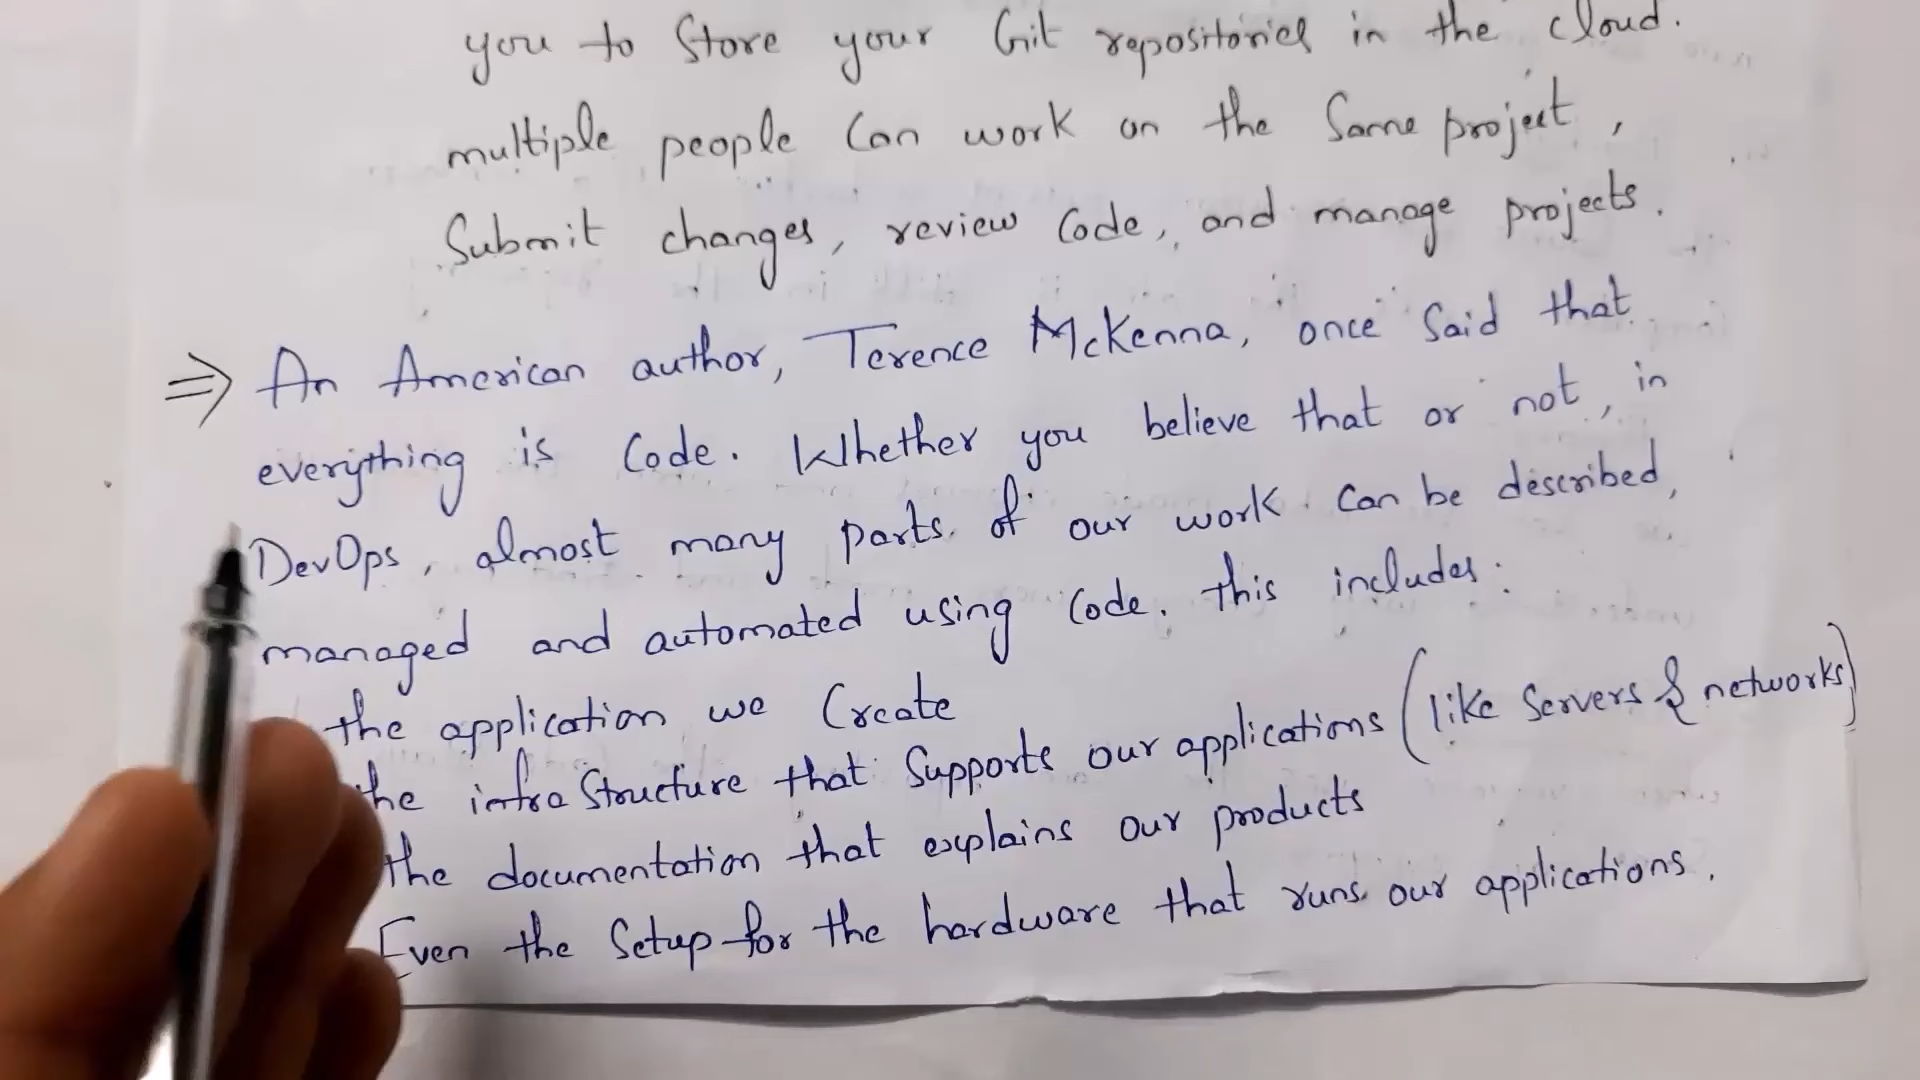 you to Store your Git repositories in the cloud.
multiple people Can work on the Same project,
Submit changes, review Code, and manage projects.
⇒ An American author, Terence McKenna, once Said that
everything is Code. Whether you believe that or not, in
DevOps, almost many parts of our work Can be described,
managed and automated using Code. this includes:
the application we Create
the infra Structure that Supports our applications (like Servers & networks)
the documentation that explains our products
Even the Setup for the hardware that runs our applications.